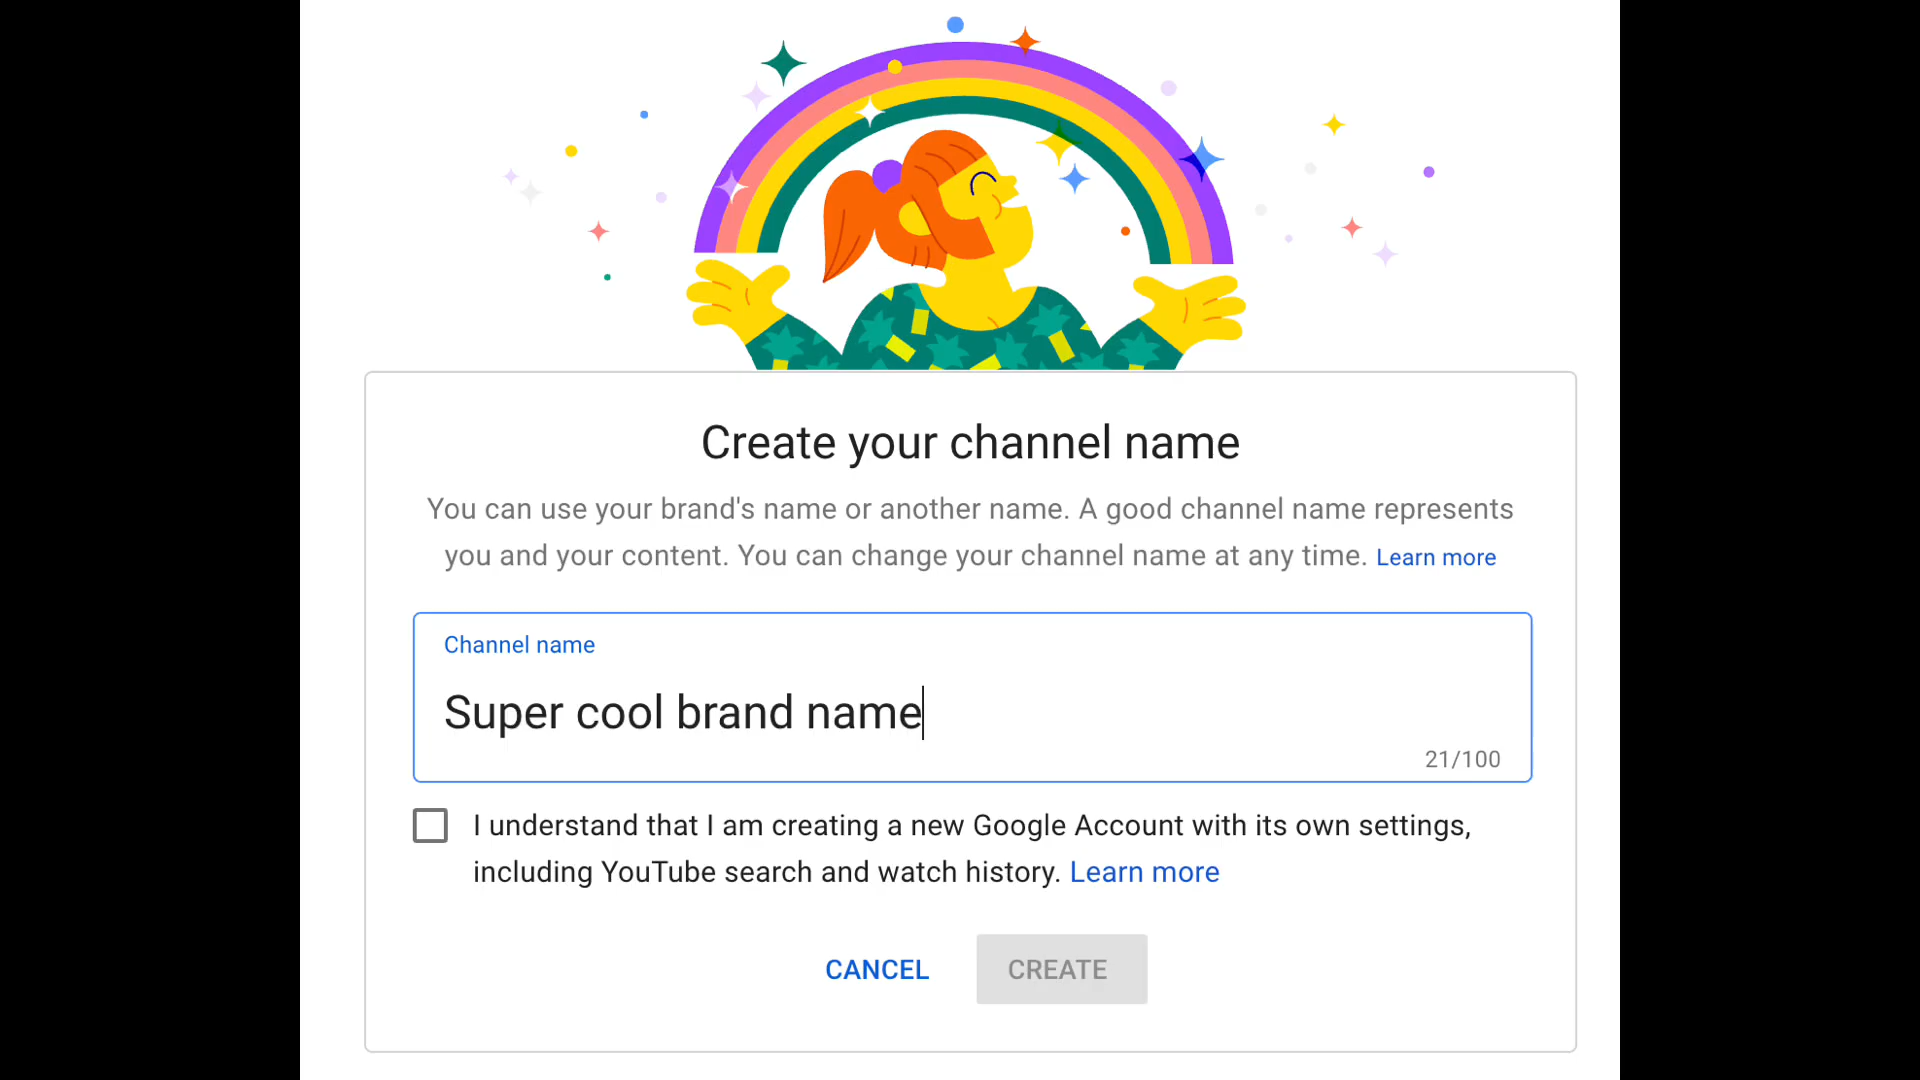 Create your channel name
You can use your brand's name or another name. A good channel name represents
you and your content. You can change your channel name at any time. Learn more
Channel name
Super cool brand name
21/100
I understand that I am creating a new Google Account with its own settings,
including YouTube search and watch history. Learn more
CANCEL CREATE